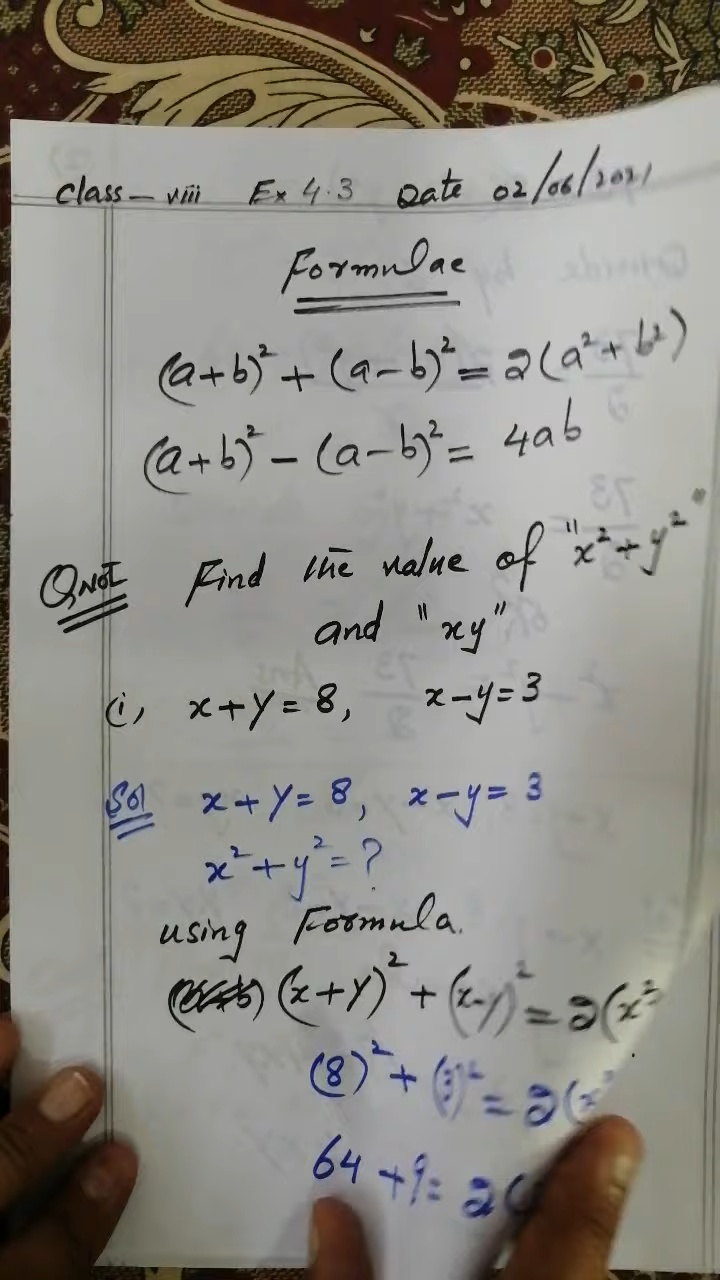 Class - viii Ex 4.3 Date 02/06/2021
Formulae
(a+b)² + (a-b)² = 2(a² + b²)
(a+b)² - (a-b)² = 4ab
Q No1 Find the value of "x² + y²"
and "xy"
(i) x+y = 8, x-y = 3
Sol x+y = 8, x-y = 3
x² + y² = ?
using Formula.
(x+y)² + (x-y)² = 2(x²
(8)² + (3)² = 2(x²
64 + 9 = 2(